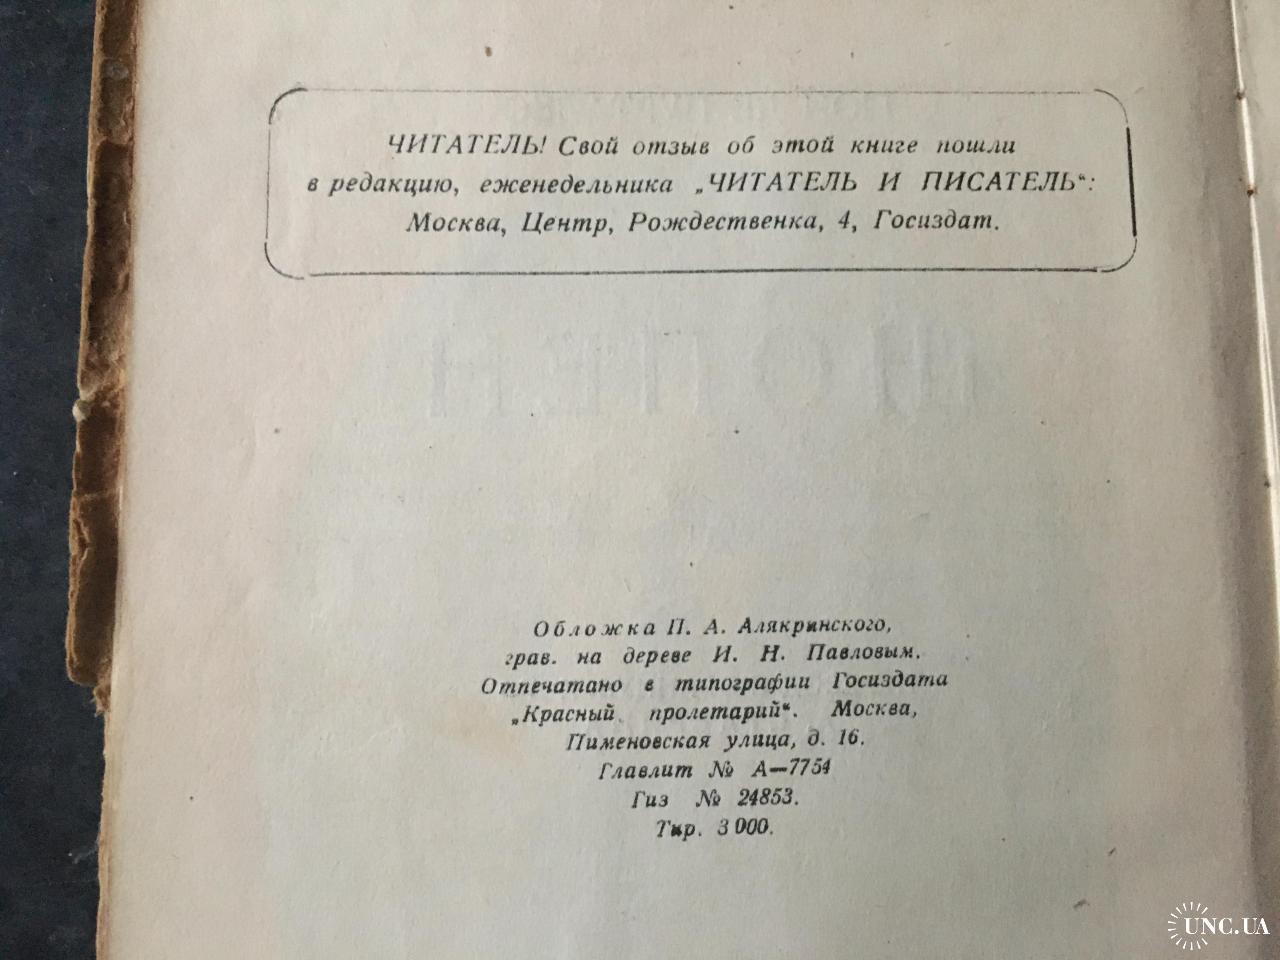 ЧИТАТЕЛЬ! Свой отзыв об этой книге пошли
в редакцию, еженедельника „ЧИТАТЕЛЬ И ПИСАТЕЛЬ“:
Москва, Центр, Рождественка, 4, Госиздат.
Обложка П. А. Алякринского,
грав. на дереве И. Н. Павловым.
Отпечатано в типографии Госиздата
„Красный пролетарий“. Москва,
Пименовская улица, д. 16.
Главлит № А—7754
Гиз № 24853.
Тир. 3 000.
UNC.UA